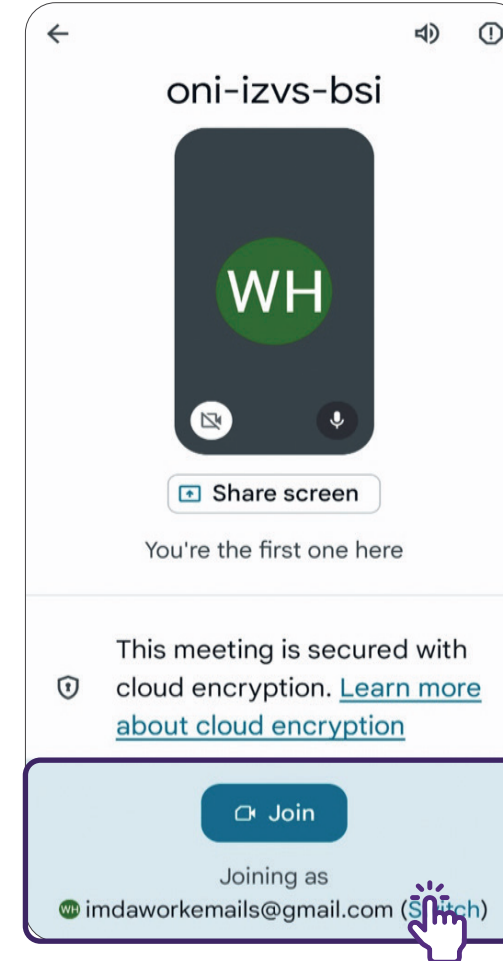 oni-izvs-bsi
WH
Share screen
You're the first one here
This meeting is secured with
cloud encryption. Learn more
about cloud encryption
Join
Joining as
WH imdaworkemails@gmail.com (Switch)